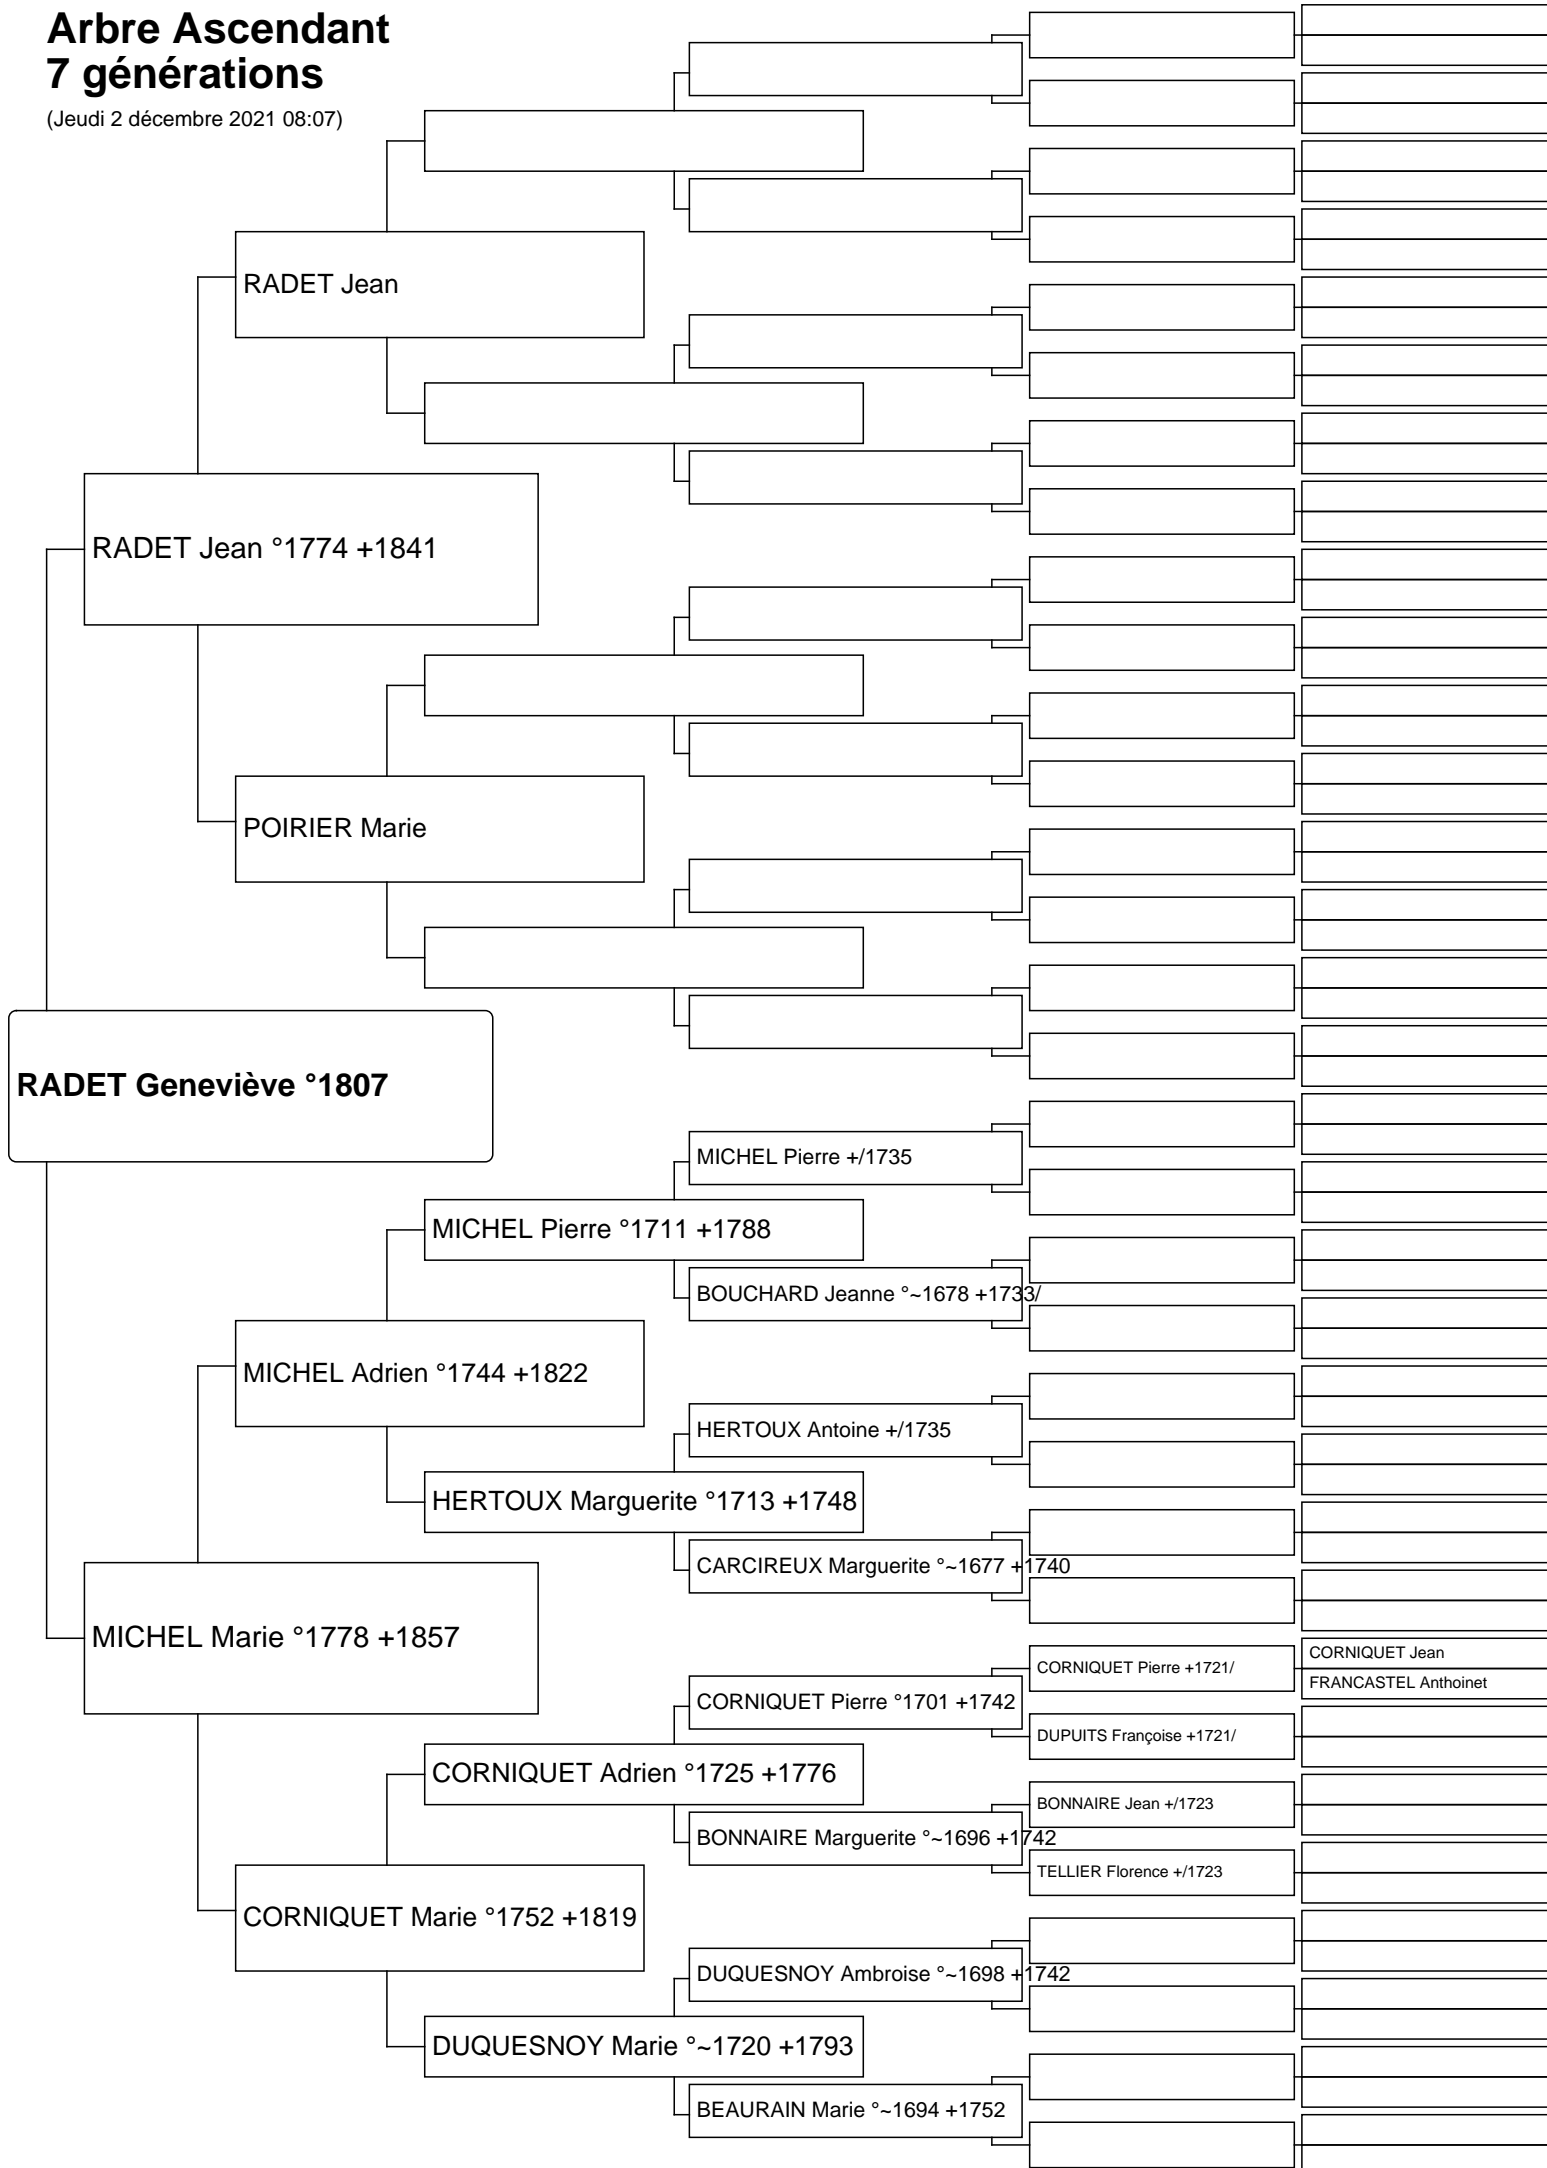 Arbre Ascendant
7 générations
(Jeudi 2 décembre 2021 08:07)
RADET Jean
RADET Jean °1774 +1841
POIRIER Marie
RADET Geneviève °1807
MICHEL Pierre +/1735
MICHEL Pierre °1711 +1788
BOUCHARD Jeanne °~1678 +1733/
MICHEL Adrien °1744 +1822
HERTOUX Antoine +/1735
HERTOUX Marguerite °1713 +1748
CARCIREUX Marguerite °~1677 +1740
MICHEL Marie °1778 +1857
CORNIQUET Jean
CORNIQUET Pierre +1721/
FRANCASTEL Anthoinet
CORNIQUET Pierre °1701 +1742
DUPUITS Françoise +1721/
CORNIQUET Adrien °1725 +1776
BONNAIRE Jean +/1723
BONNAIRE Marguerite °~1696 +1742
TELLIER Florence +/1723
CORNIQUET Marie °1752 +1819
DUQUESNOY Ambroise °~1698 +1742
DUQUESNOY Marie °~1720 +1793
BEAURAIN Marie °~1694 +1752